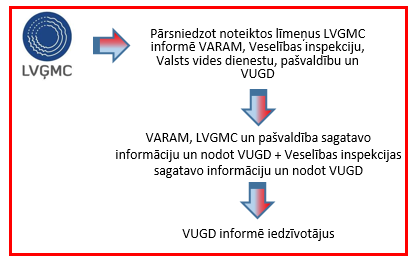 LVĢMC
Pārsniedzot noteiktos līmeņus LVGMC
informē VARAM, Veselības inspekciju,
Valsts vides dienestu, pašvaldību un
VUGD
VARAM, LVGMC un pašvaldība sagatavo
informāciju un nodot VUGD + Veselības inspekcijas
sagatavo informāciju un nodot VUGD
VUGD informē iedzīvotājus